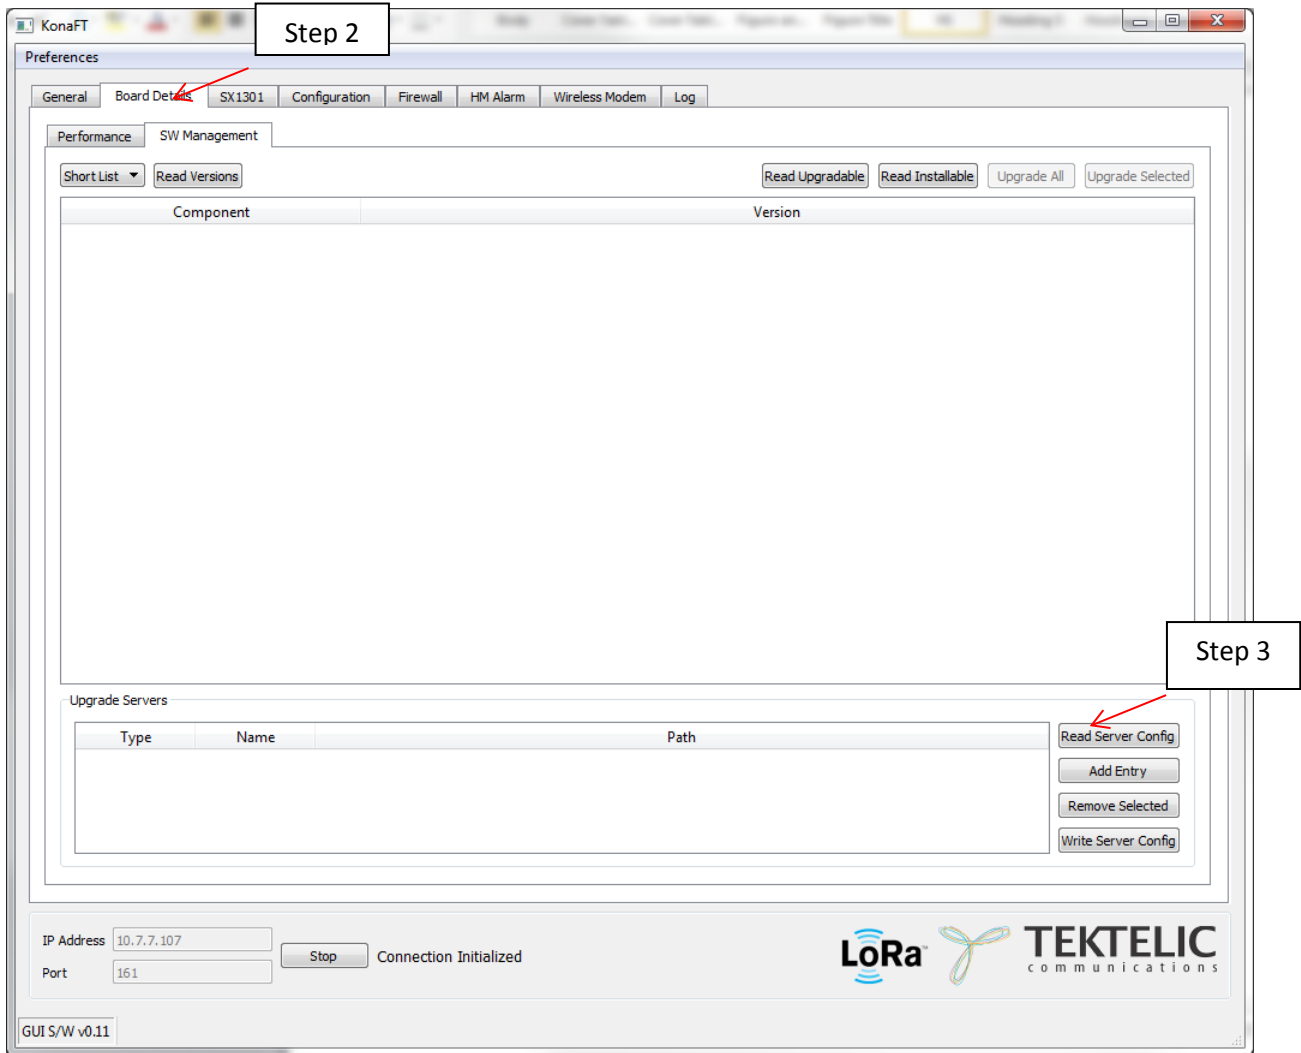 KonaFT
Step 2
Preferences
General Board Details SX1301 Configuration Firewall HM Alarm Wireless Modem Log
Performance SW Management
Short List Read Versions Read Upgradable Read Installable Upgrade All Upgrade Selected
Component Version
Step 3
Upgrade Servers
Type Name Path
Read Server Config
Add Entry
Remove Selected
Write Server Config
IP Address 10.7.7.107
Port 161
Stop Connection Initialized
LoRa™
TEKTELIC
communications
GUI S/W v0.11